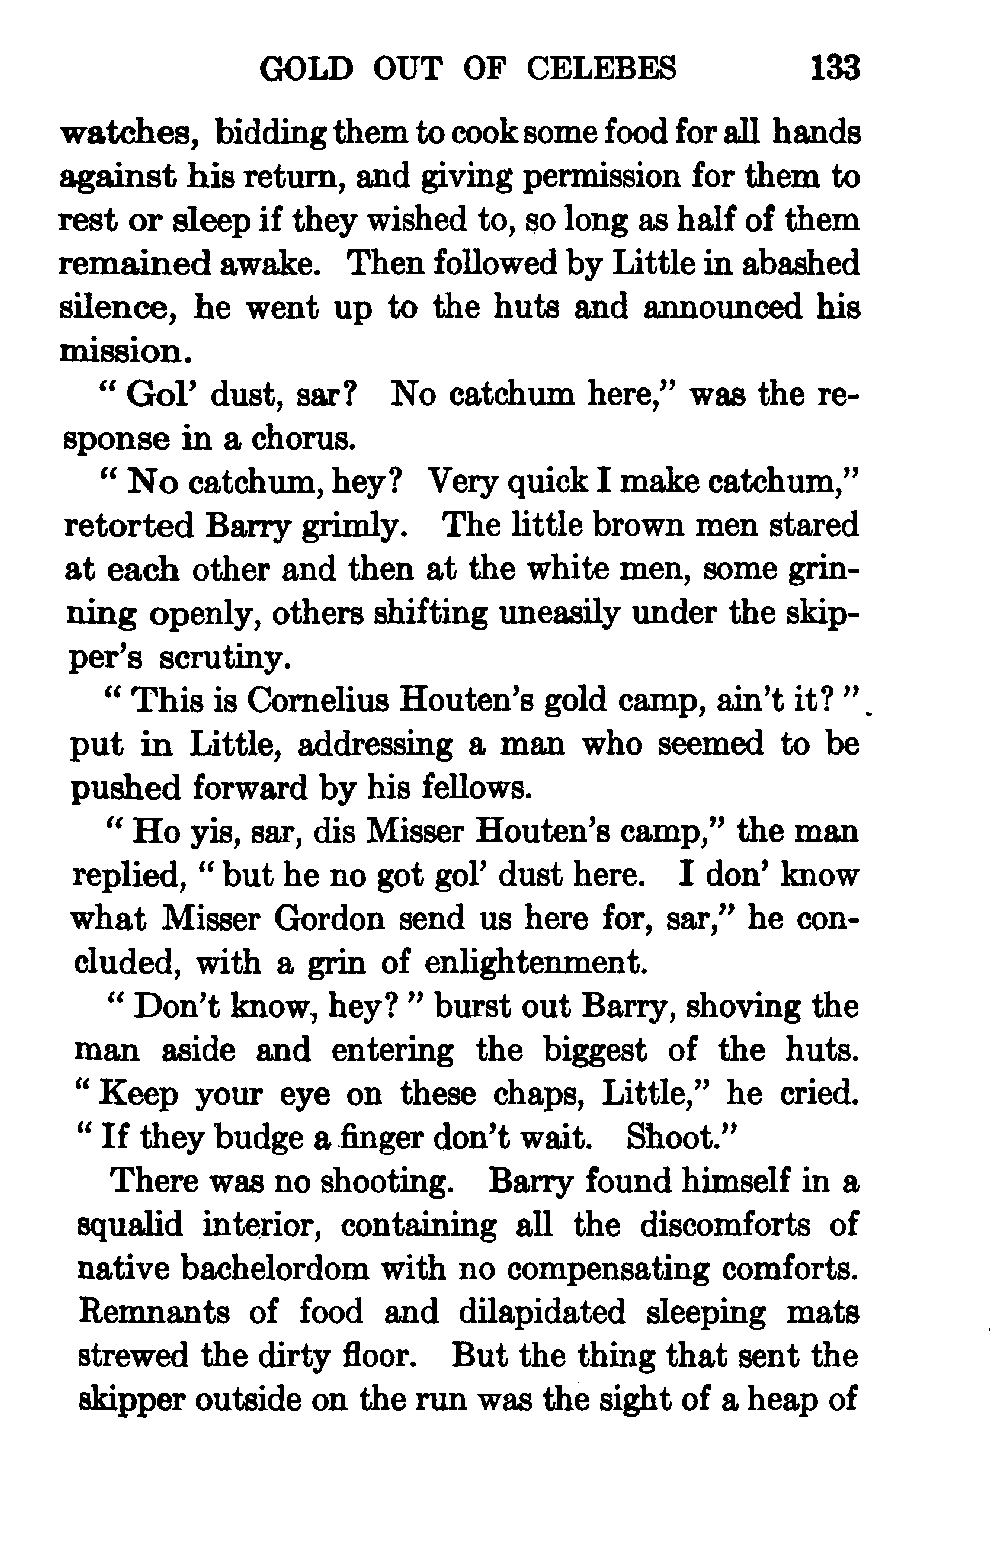 GOLD OUT OF CELEBES 133
watches, bidding them to cook some food for all hands
against his return, and giving permission for them to
rest or sleep if they wished to, so long as half of them
remained awake. Then followed by Little in abashed
silence, he went up to the huts and announced his
mission.
" Gol' dust, sar? No catchum here," was the re-
sponse in a chorus.
" No catchum, hey? Very quick I make catchum,"
retorted Barry grimly. The little brown men stared
at each other and then at the white men, some grin-
ning openly, others shifting uneasily under the skip-
per's scrutiny.
" This is Cornelius Houten's gold camp, ain't it? "
put in Little, addressing a man who seemed to be
pushed forward by his fellows.
" Ho yis, sar, dis Misser Houten's camp," the man
replied, " but he no got gol' dust here. I don' know
what Misser Gordon send us here for, sar," he con-
cluded, with a grin of enlightenment.
" Don't know, hey? " burst out Barry, shoving the
man aside and entering the biggest of the huts.
" Keep your eye on these chaps, Little," he cried.
" If they budge a finger don't wait. Shoot."
There was no shooting. Barry found himself in a
squalid interior, containing all the discomforts of
native bachelordom with no compensating comforts.
Remnants of food and dilapidated sleeping mats
strewed the dirty floor. But the thing that sent the
skipper outside on the run was the sight of a heap of